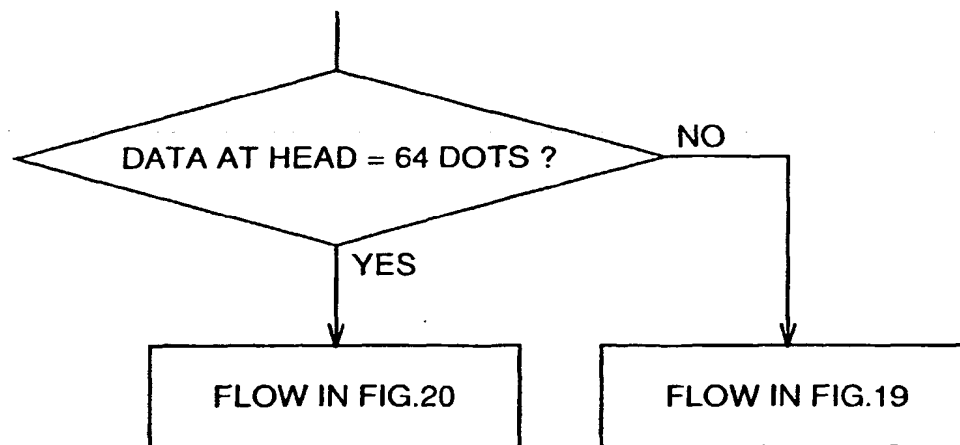 DATA AT HEAD = 64 DOTS ?
NO
YES
FLOW IN FIG.20
FLOW IN FIG.19